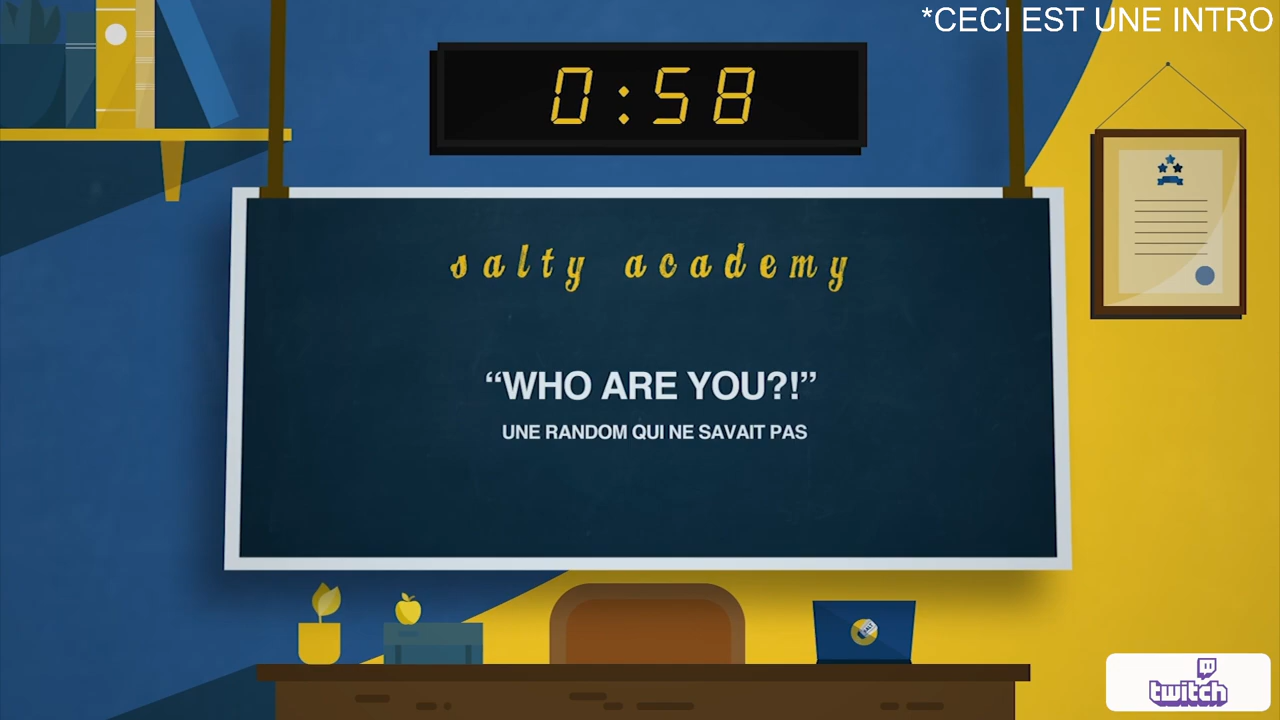 *CECI EST UNE INTRO
0:58
salty academy
“WHO ARE YOU?!”
UNE RANDOM QUI NE SAVAIT PAS
twitch